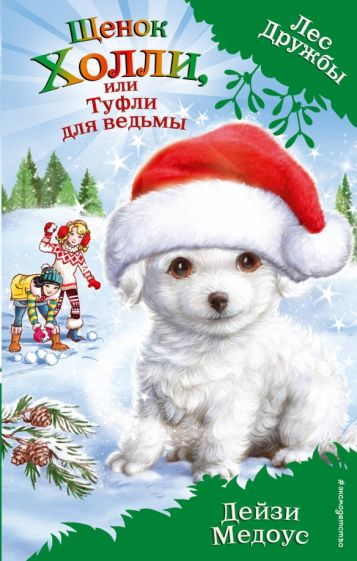 Щенок
Холли,
или
Туфли
для ведьмы
Лес
Дружбы
Дейзи
Медоус
#эксмодетство